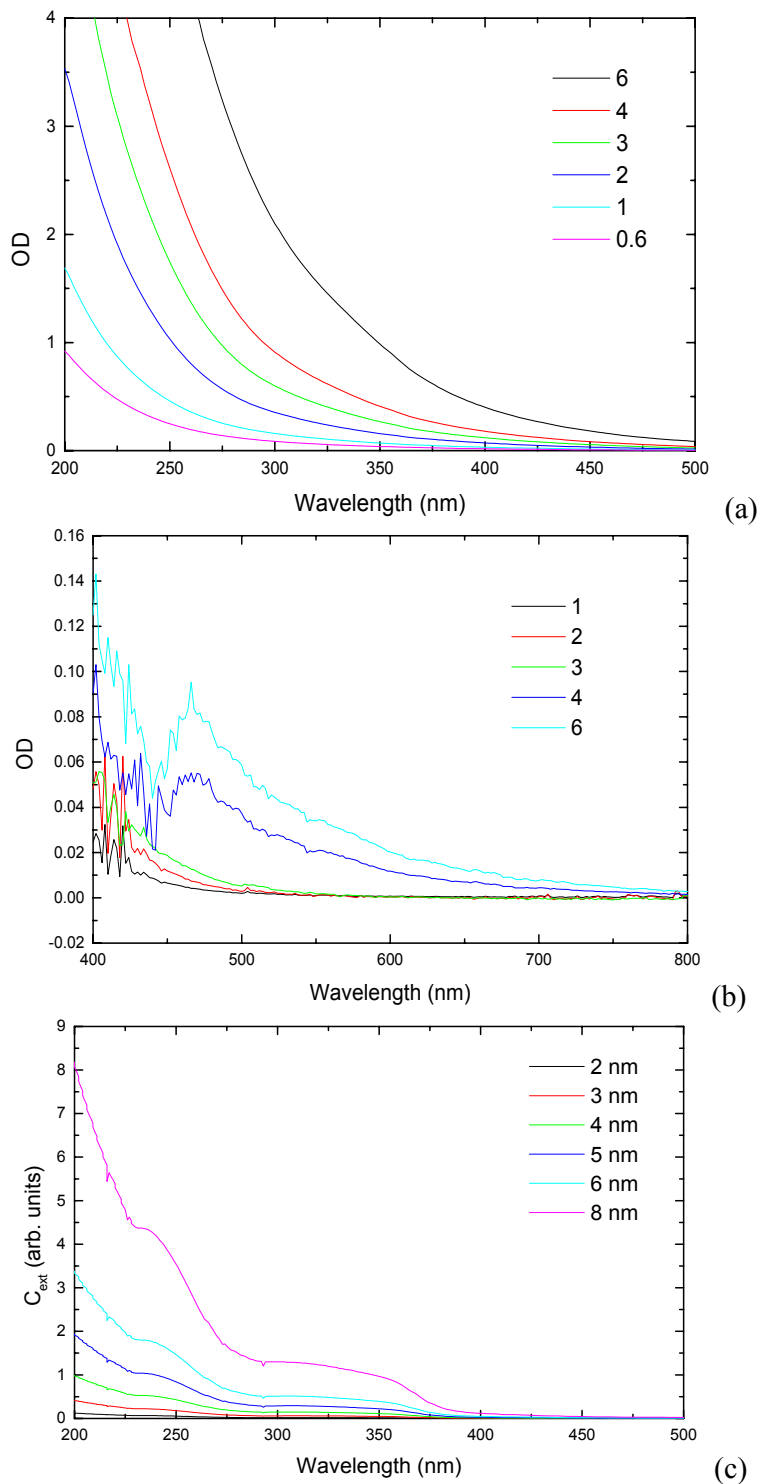 4
3
2
1
0
OD
6
4
3
2
1
0.6
200 250 300 350 400 450 500
Wavelength (nm)
(a)
0.16
0.14
0.12
0.10
0.08
0.06
0.04
0.02
0.00
-0.02
OD
1
2
3
4
6
400 500 600 700 800
Wavelength (nm)
(b)
9
8
7
6
5
4
3
2
1
0
C_ext (arb. units)
2 nm
3 nm
4 nm
5 nm
6 nm
8 nm
200 250 300 350 400 450 500
Wavelength (nm)
(c)